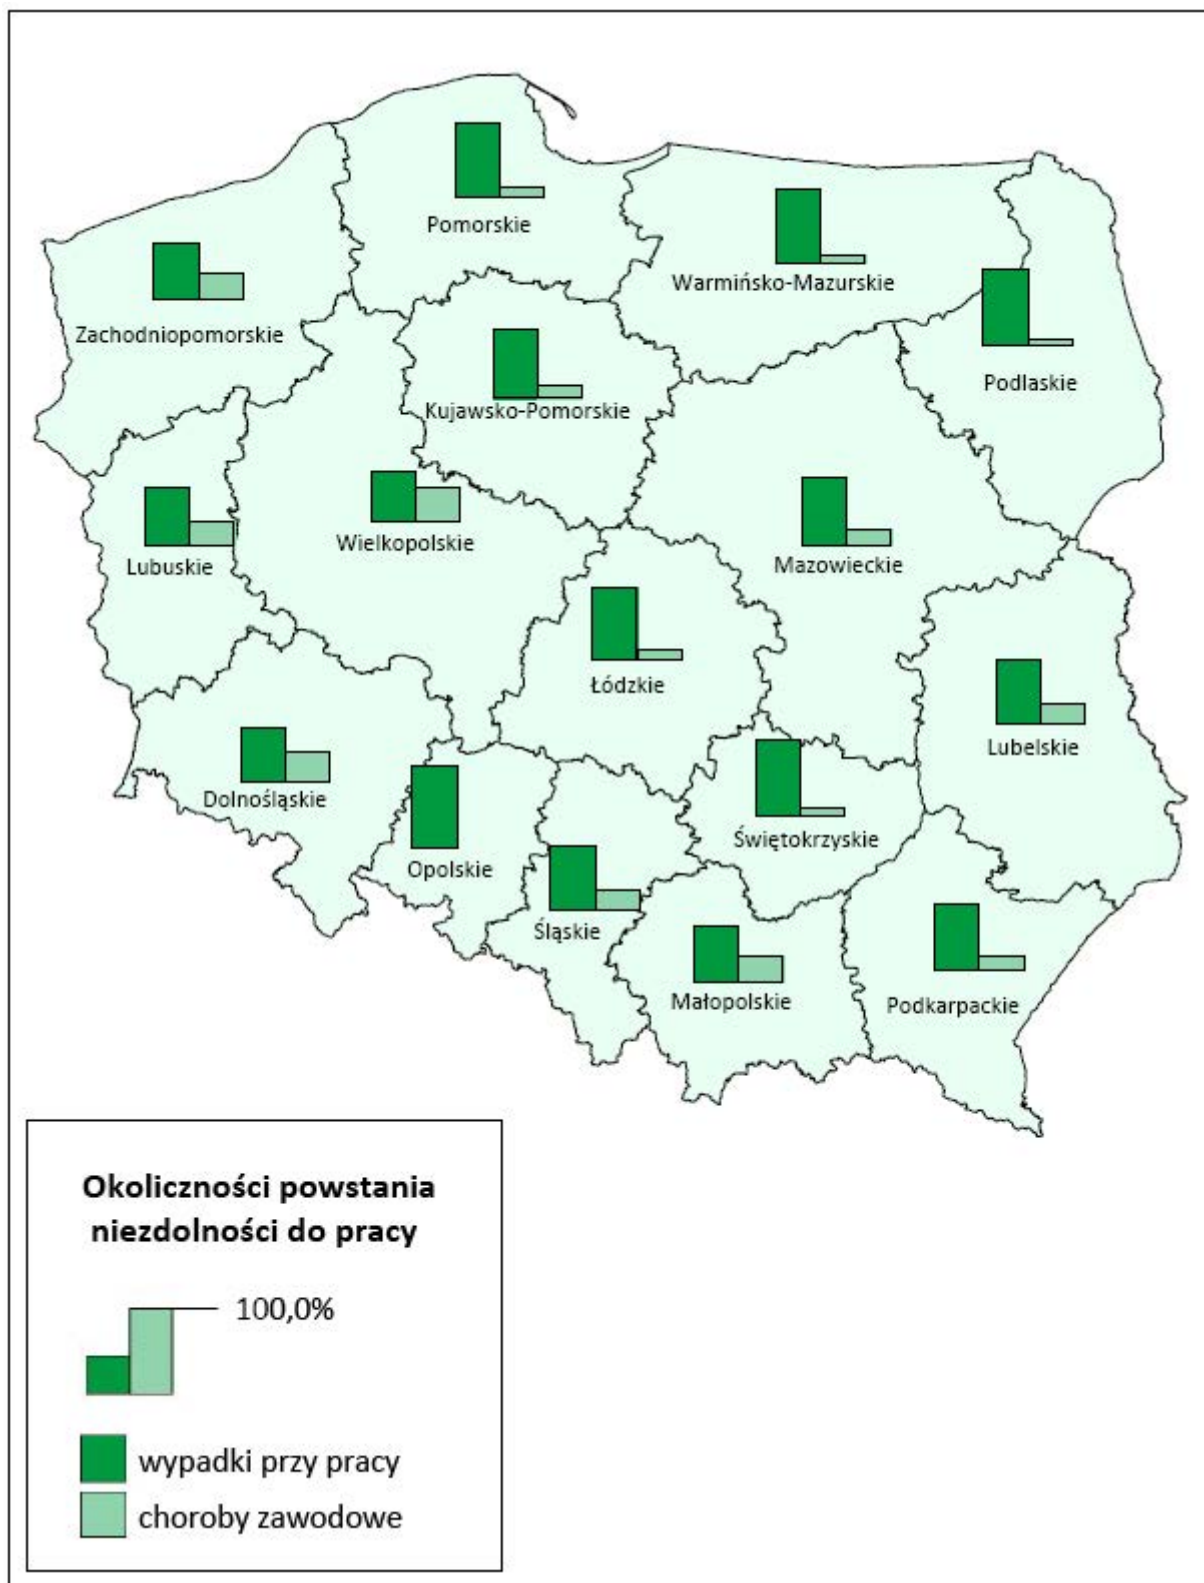 Pomorskie
Warmińsko-Mazurskie
Zachodniopomorskie
Podlaskie
Kujawsko-Pomorskie
Wielkopolskie
Mazowieckie
Lubuskie
Łódzkie
Lubelskie
Dolnośląskie
Świętokrzyskie
Opolskie
Śląskie
Małopolskie
Podkarpackie
Okoliczności powstania
niezdolności do pracy
100,0%
wypadki przy pracy
choroby zawodowe